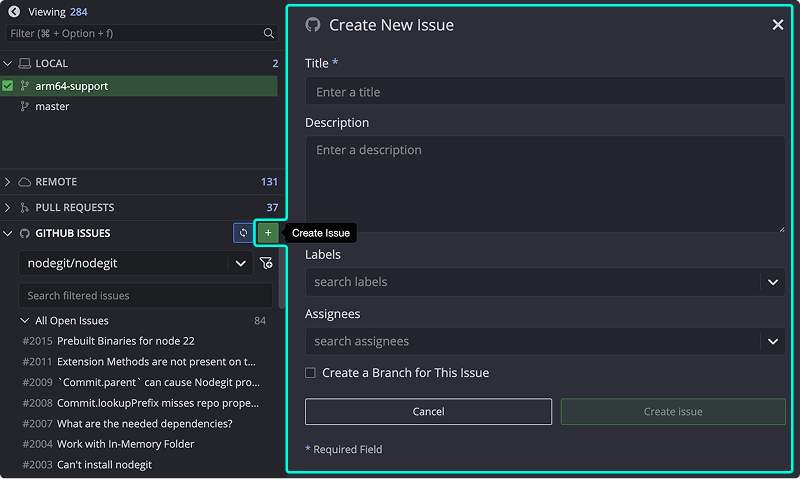 Viewing 284
Filter (⌘ + Option + f)
LOCAL 2
arm64-support
master
REMOTE 131
PULL REQUESTS 37
GITHUB ISSUES
+
Create Issue
nodegit/nodegit
Search filtered issues
All Open Issues 84
#2015 Prebuilt Binaries for node 22
#2011 Extension Methods are not present on t...
#2009 `Commit.parent` can cause Nodegit pro...
#2008 Commit.lookupPrefix misses repo prope...
#2007 What are the needed dependencies?
#2004 Work with In-Memory Folder
#2003 Can't install nodegit
Create New Issue
Title *
Enter a title
Description
Enter a description
Labels
search labels
Assignees
search assignees
Create a Branch for This Issue
Cancel
Create issue
* Required Field